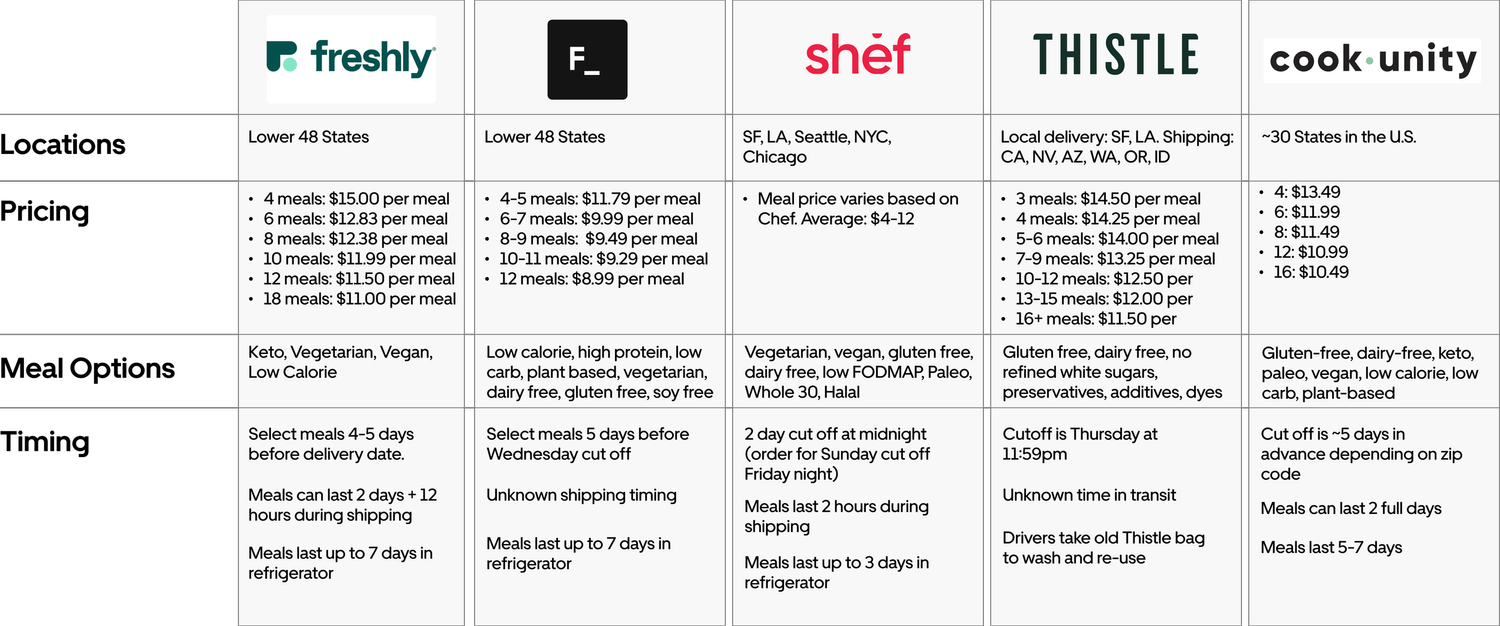 freshly
F_
shef
THISTLE
cook·unity
Locations
Lower 48 States
Lower 48 States
SF, LA, Seattle, NYC,
Chicago
Local delivery: SF, LA. Shipping:
CA, NV, AZ, WA, OR, ID
~30 States in the U.S.
Pricing
• 4 meals: $15.00 per meal
• 6 meals: $12.83 per meal
• 8 meals: $12.38 per meal
• 10 meals: $11.99 per meal
• 12 meals: $11.50 per meal
• 18 meals: $11.00 per meal
• 4-5 meals: $11.79 per meal
• 6-7 meals: $9.99 per meal
• 8-9 meals:  $9.49 per meal
• 10-11 meals: $9.29 per meal
• 12 meals: $8.99 per meal
• Meal price varies based on
Chef. Average: $4-12
• 3 meals: $14.50 per meal
• 4 meals: $14.25 per meal
• 5-6 meals: $14.00 per meal
• 7-9 meals: $13.25 per meal
• 10-12 meals: $12.50 per
• 13-15 meals: $12.00 per
• 16+ meals: $11.50 per
• 4: $13.49
• 6: $11.99
• 8: $11.49
• 12: $10.99
• 16: $10.49
Meal Options
Keto, Vegetarian, Vegan,
Low Calorie
Low calorie, high protein, low
carb, plant based, vegetarian,
dairy free, gluten free, soy free
Vegetarian, vegan, gluten free,
dairy free, low FODMAP, Paleo,
Whole 30, Halal
Gluten free, dairy free, no
refined white sugars,
preservatives, additives, dyes
Gluten-free, dairy-free, keto,
paleo, vegan, low calorie, low
carb, plant-based
Timing
Select meals 4-5 days
before delivery date.
Meals can last 2 days + 12
hours during shipping
Meals last up to 7 days in
refrigerator
Select meals 5 days before
Wednesday cut off
Unknown shipping timing
Meals last up to 7 days in
refrigerator
2 day cut off at midnight
(order for Sunday cut off
Friday night)
Meals last 2 hours during
shipping
Meals last up to 3 days in
refrigerator
Cutoff is Thursday at
11:59pm
Unknown time in transit
Drivers take old Thistle bag
to wash and re-use
Cut off is ~5 days in
advance depending on zip
code
Meals can last 2 full days
Meals last 5-7 days